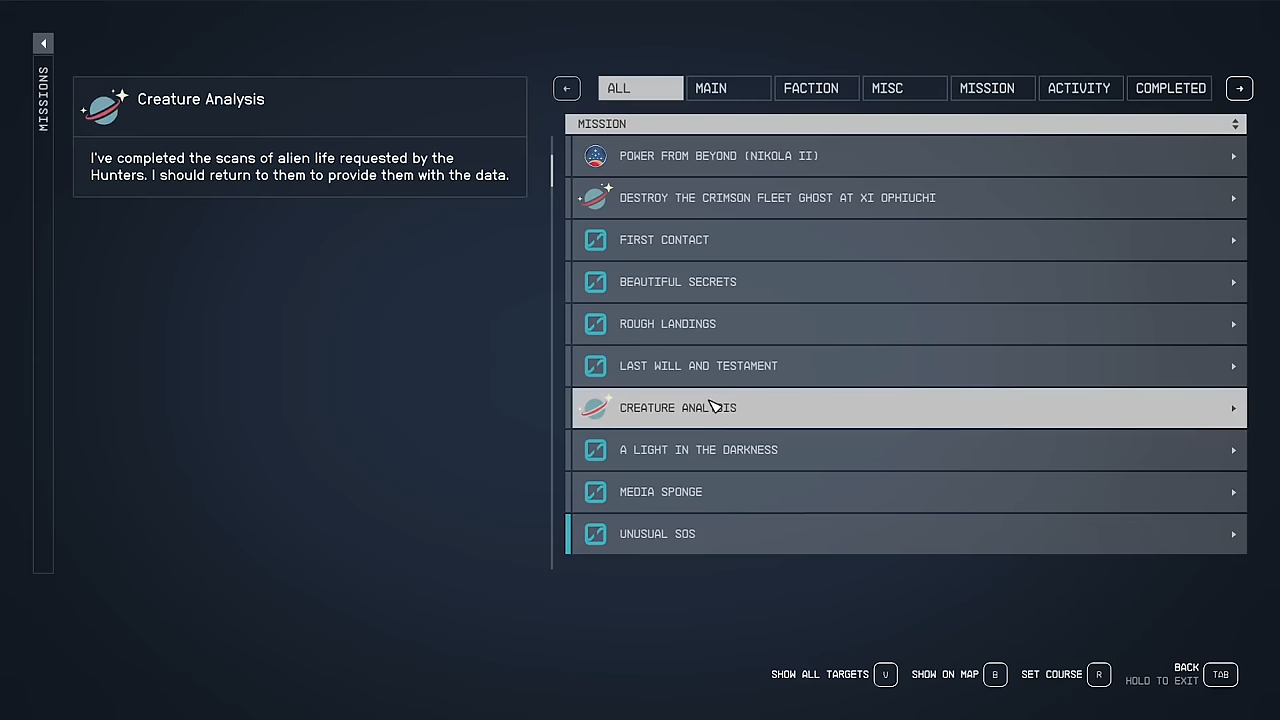 MISSIONS
Creature Analysis
I've completed the scans of alien life requested by the
Hunters. I should return to them to provide them with the data.
ALL
MAIN
FACTION
MISC
MISSION
ACTIVITY
COMPLETED
MISSION
POWER FROM BEYOND (NIKOLA II)
DESTROY THE CRIMSON FLEET GHOST AT XI OPHIUCHI
FIRST CONTACT
BEAUTIFUL SECRETS
ROUGH LANDINGS
LAST WILL AND TESTAMENT
CREATURE ANALYSIS
A LIGHT IN THE DARKNESS
MEDIA SPONGE
UNUSUAL SOS
SHOW ALL TARGETS V
SHOW ON MAP B
SET COURSE R
BACK
HOLD TO EXIT
TAB